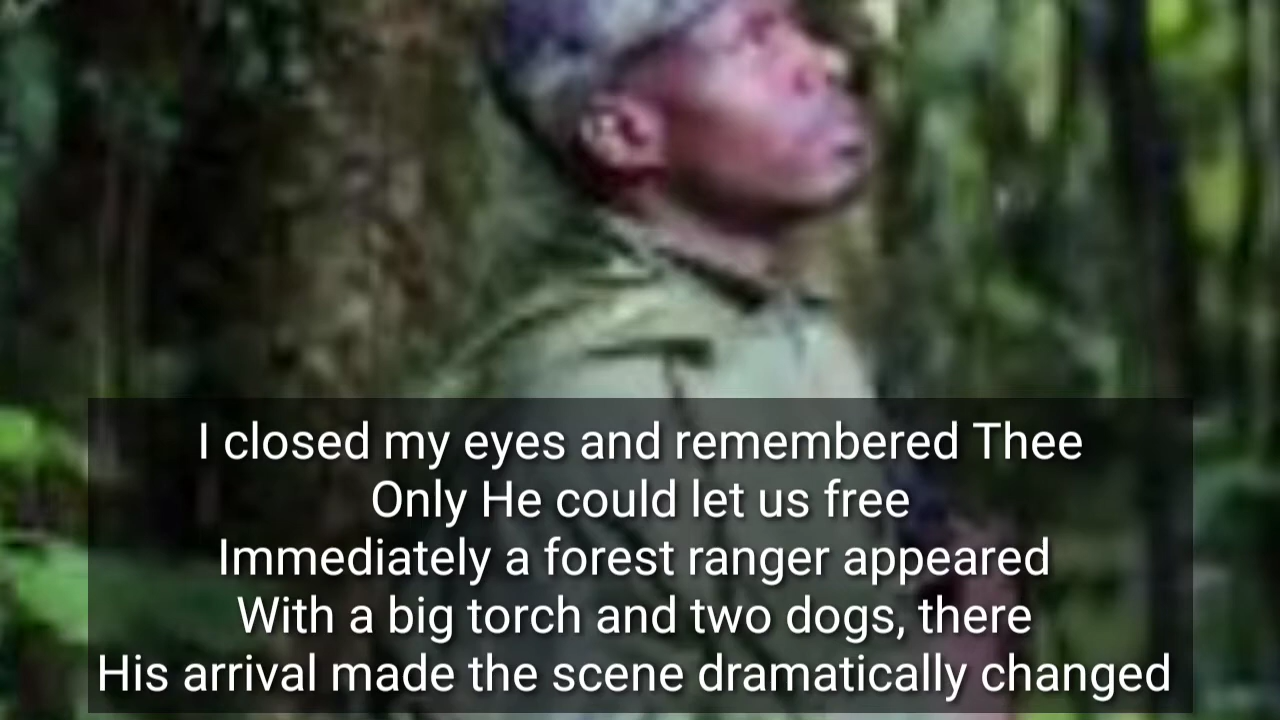 I closed my eyes and remembered Thee
Only He could let us free
Immediately a forest ranger appeared
With a big torch and two dogs, there
His arrival made the scene dramatically changed